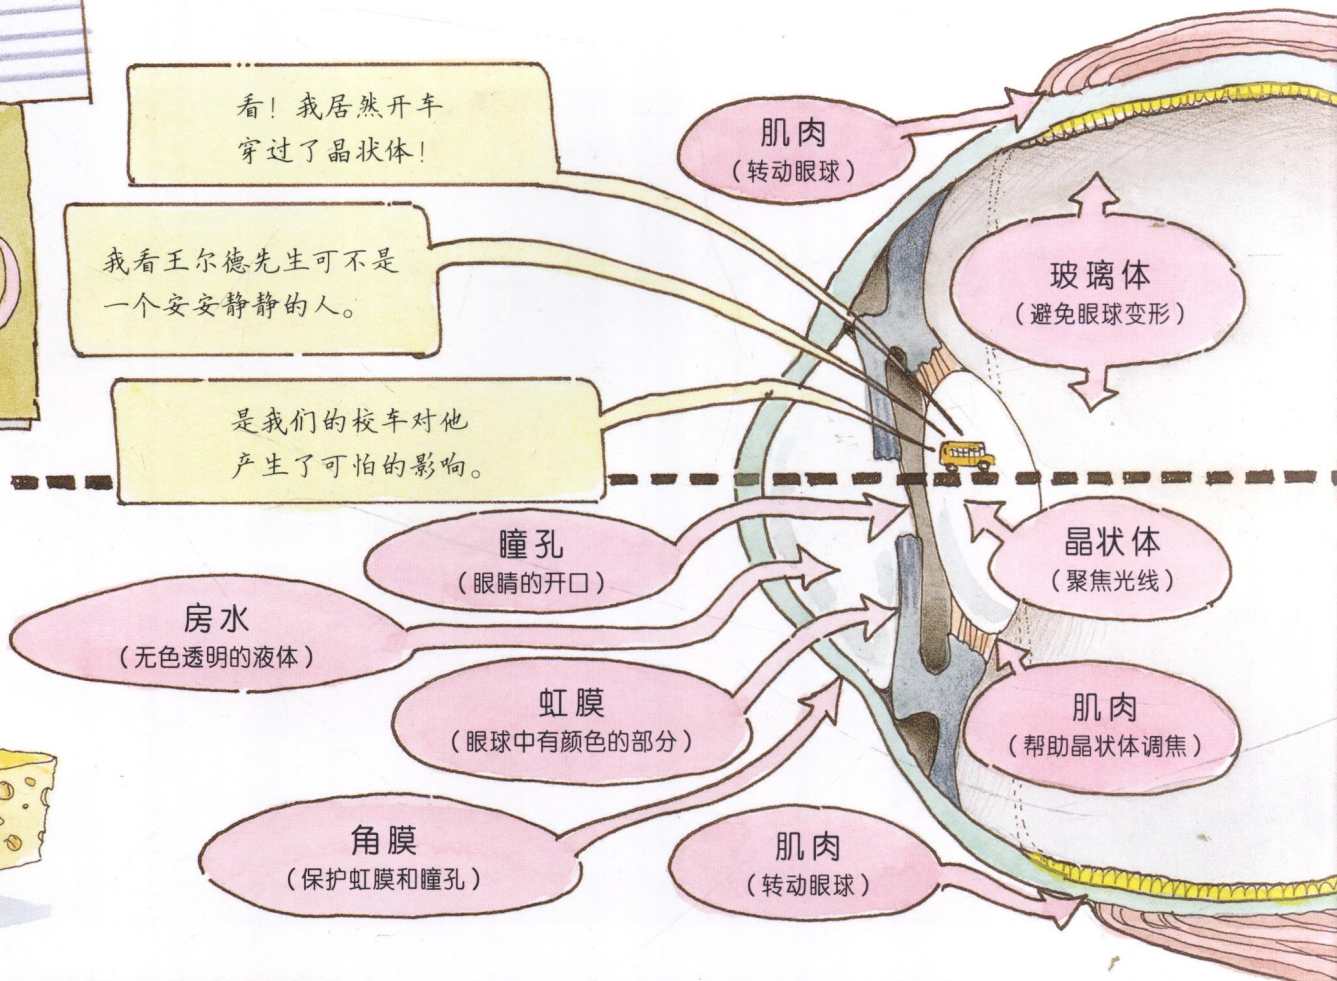 看！我居然开车
穿过了晶状体！
我看王尔德先生可不是
一个安安静静的人。
是我们的校车对他
产生了可怕的影响。
肌肉
（转动眼球）
玻璃体
（避免眼球变形）
瞳孔
（眼睛的开口）
晶状体
（聚焦光线）
房水
（无色透明的液体）
虹膜
（眼球中有颜色的部分）
肌肉
（帮助晶状体调焦）
角膜
（保护虹膜和瞳孔）
肌肉
（转动眼球）